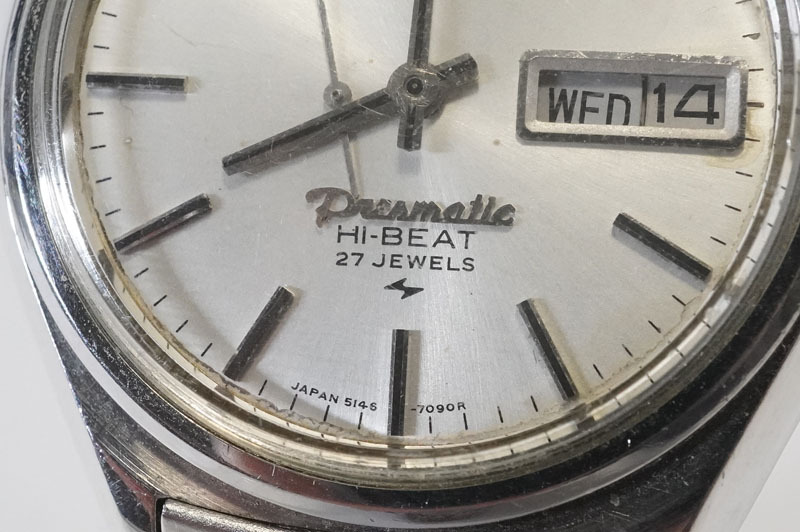 WED 14
Presmatic
HI-BEAT
27 JEWELS
JAPAN 5146 -7090R